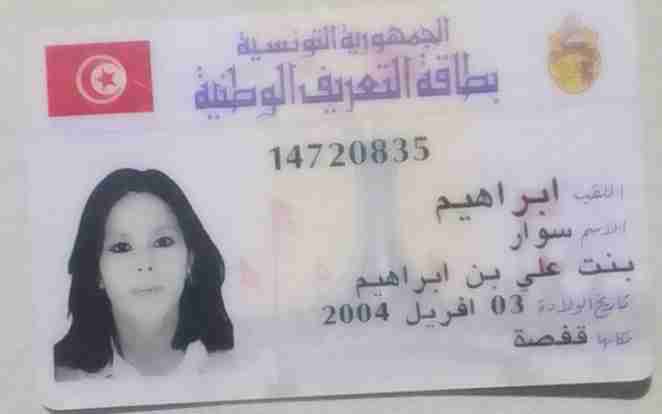 الجمهورية التونسية
بطاقة التعريف الوطنية
14720835
اللقب ابراهيم
الاسم سوار
بنت علي بن ابراهيم
تاريخ الولادة 03 افريل 2004
مكانها قفصة